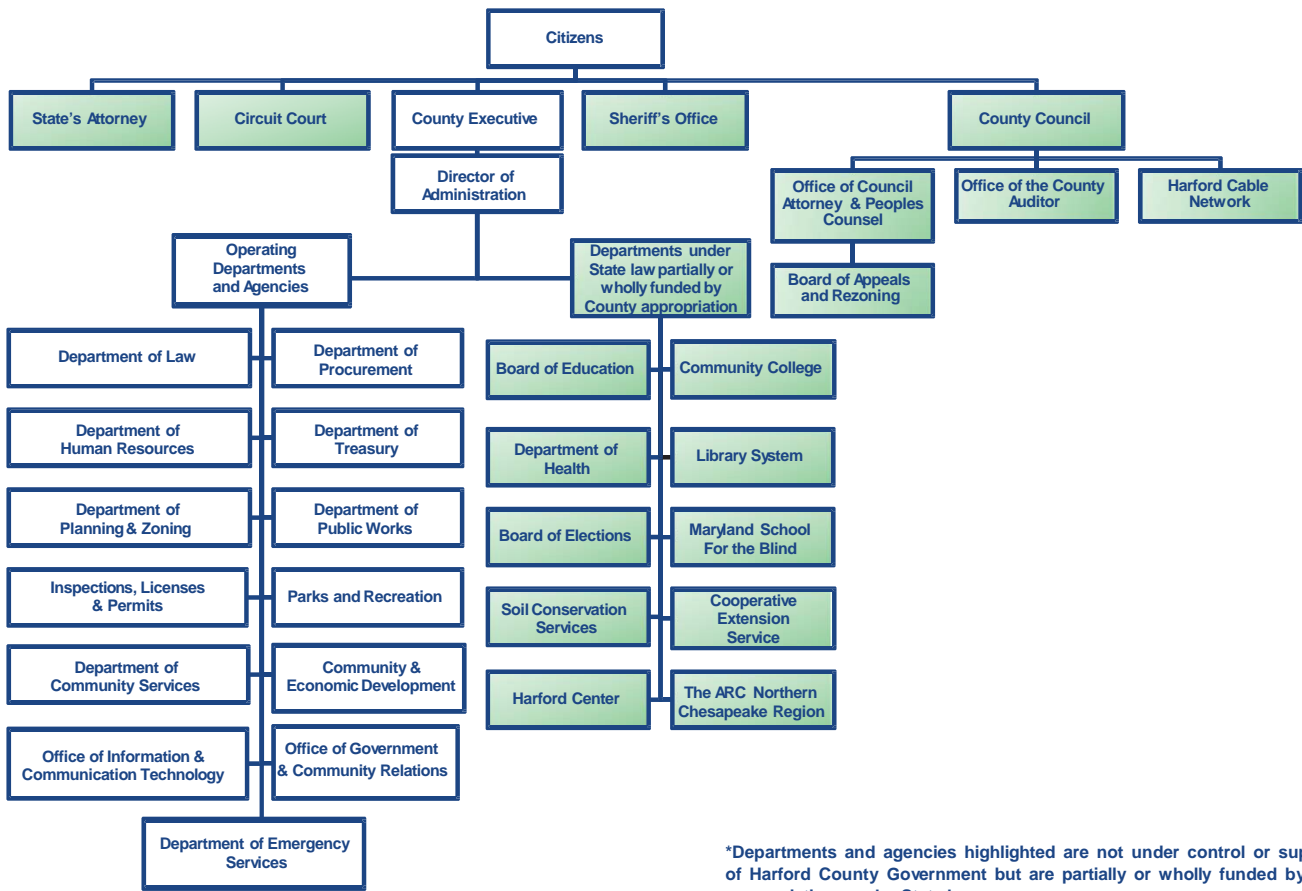 Citizens
State's Attorney
Circuit Court
County Executive
Sheriff's Office
County Council
Director of
Administration
Office of Council
Attorney & Peoples
Counsel
Office of the County
Auditor
Harford Cable
Network
Board of Appeals
and Rezoning
Operating
Departments
and Agencies
Departments under
State law partially or
wholly funded by
County appropriation
Department of Law
Department of
Procurement
Department of
Human Resources
Department of
Treasury
Department of
Planning & Zoning
Department of
Public Works
Inspections, Licenses
& Permits
Parks and Recreation
Department of
Community Services
Community &
Economic Development
Office of Information &
Communication Technology
Office of Government
& Community Relations
Department of Emergency
Services
Board of Education
Community College
Department of
Health
Library System
Board of Elections
Maryland School
For the Blind
Soil Conservation
Services
Cooperative
Extension
Service
Harford Center
The ARC Northern
Chesapeake Region
*Departments and agencies highlighted are not under control or
of Harford County Government but are partially or wholly funded by